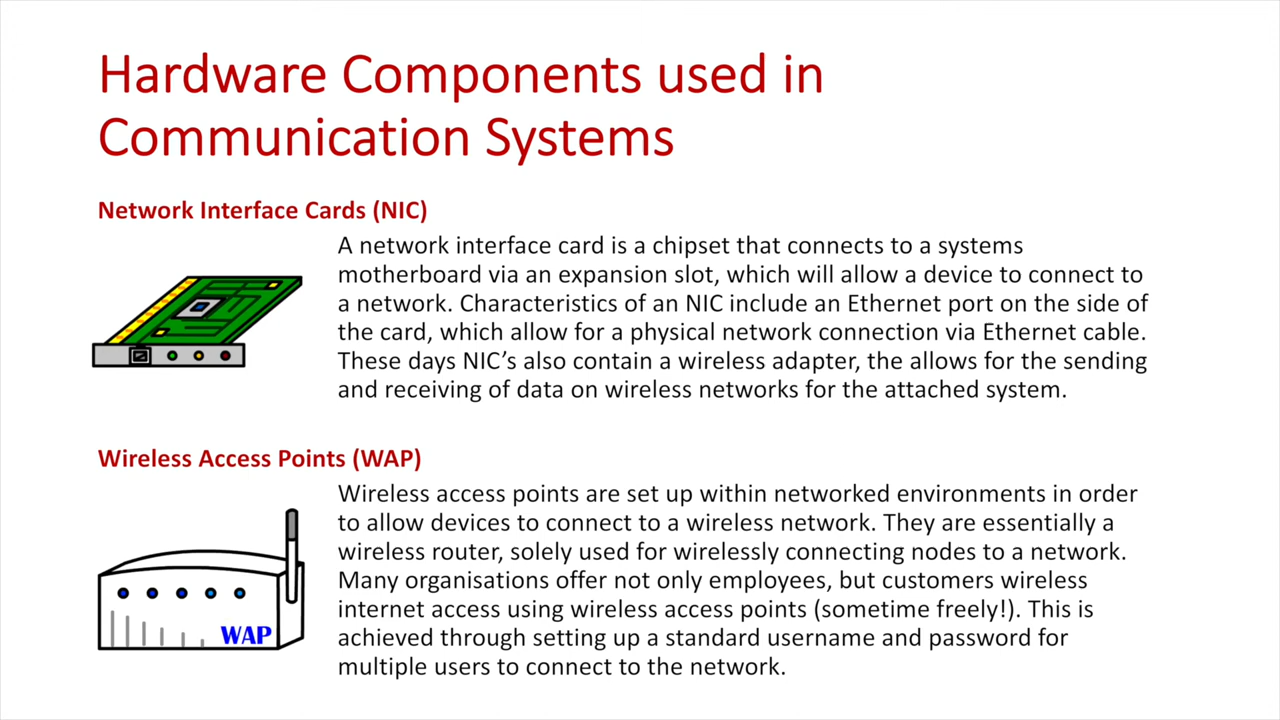 Hardware Components used in
Communication Systems
Network Interface Cards (NIC)
A network interface card is a chipset that connects to a systems
motherboard via an expansion slot, which will allow a device to connect to
a network. Characteristics of an NIC include an Ethernet port on the side of
the card, which allow for a physical network connection via Ethernet cable.
These days NIC’s also contain a wireless adapter, the allows for the sending
and receiving of data on wireless networks for the attached system.
Wireless Access Points (WAP)
Wireless access points are set up within networked environments in order
to allow devices to connect to a wireless network. They are essentially a
wireless router, solely used for wirelessly connecting nodes to a network.
Many organisations offer not only employees, but customers wireless
internet access using wireless access points (sometime freely!). This is
achieved through setting up a standard username and password for
multiple users to connect to the network.
WAP